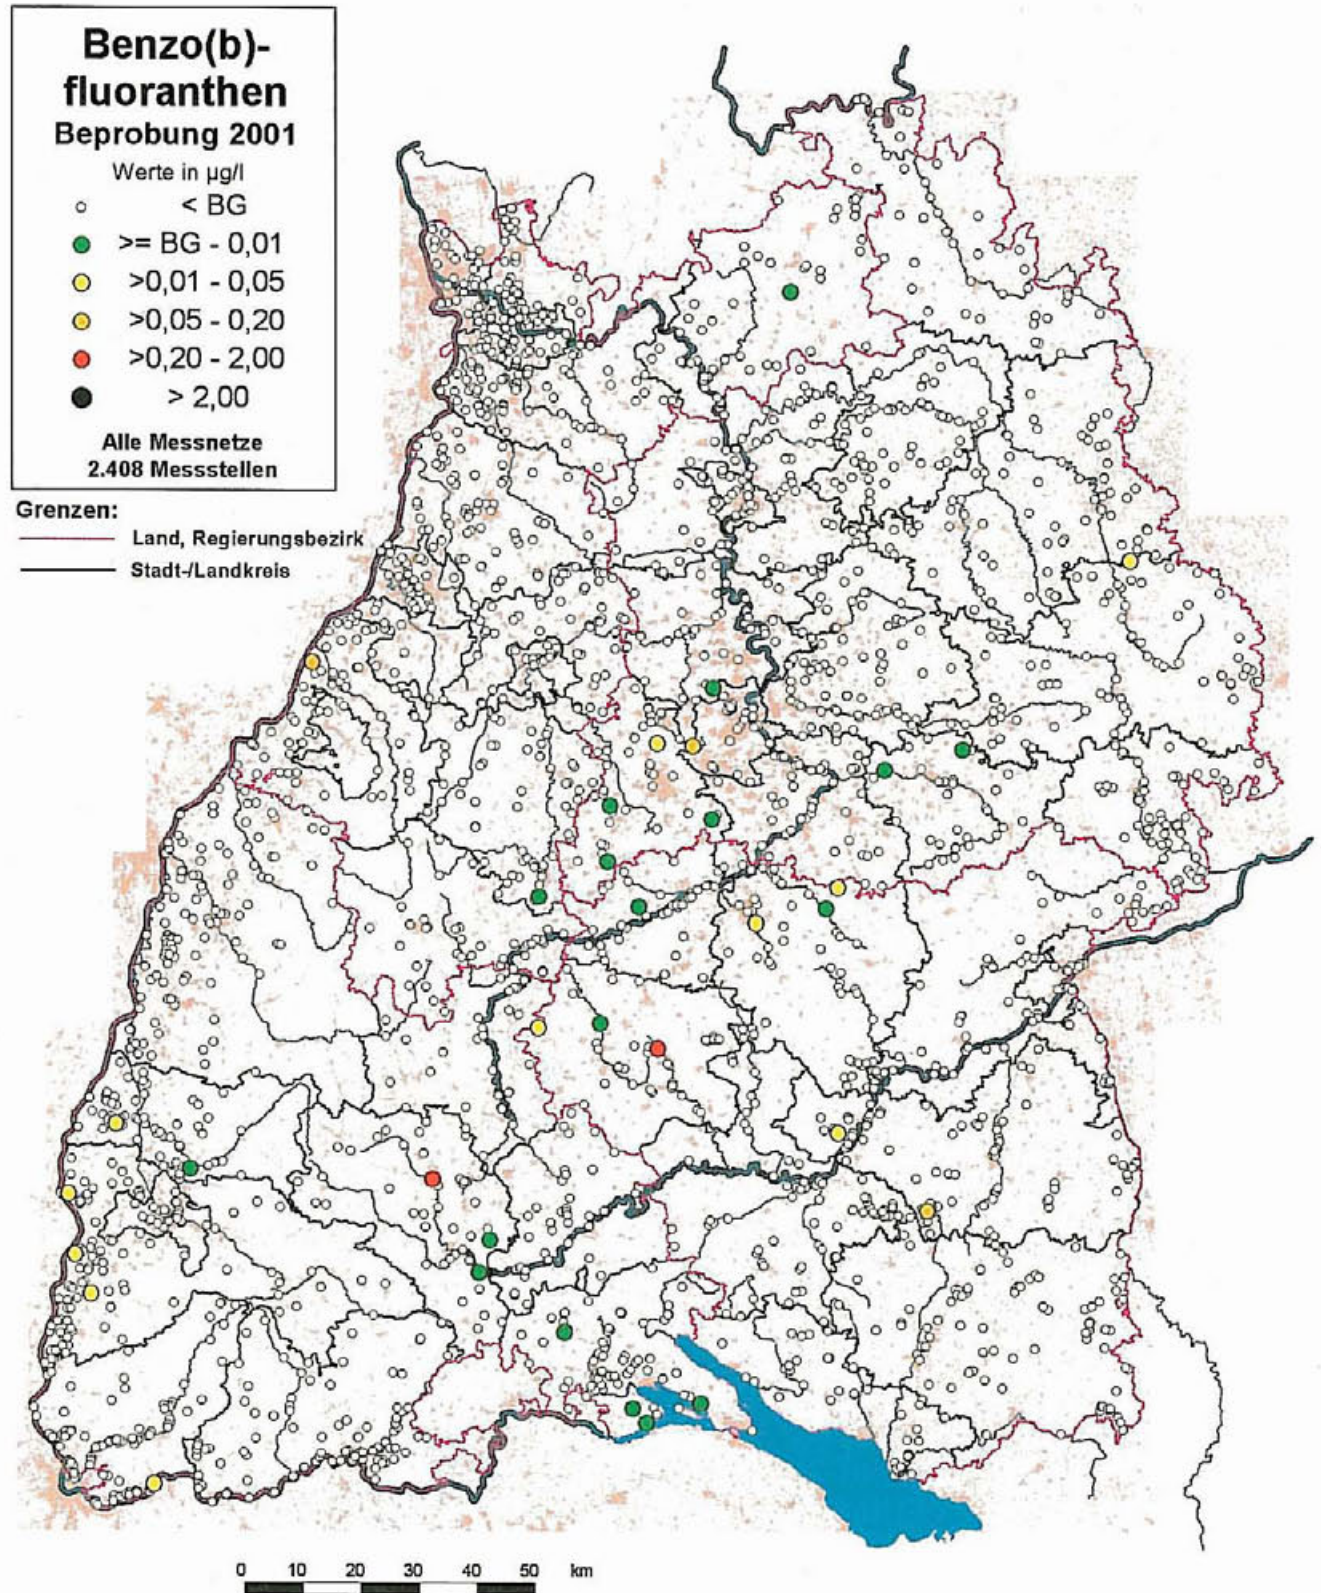 Benzo(b)-
fluoranthen
Beprobung 2001
Werte in µg/l
< BG
>= BG - 0,01
>0,01 - 0,05
>0,05 - 0,20
>0,20 - 2,00
> 2,00
Alle Messnetze
2.408 Messstellen
Grenzen:
Land, Regierungsbezirk
Stadt-/Landkreis
0 10 20 30 40 50 km